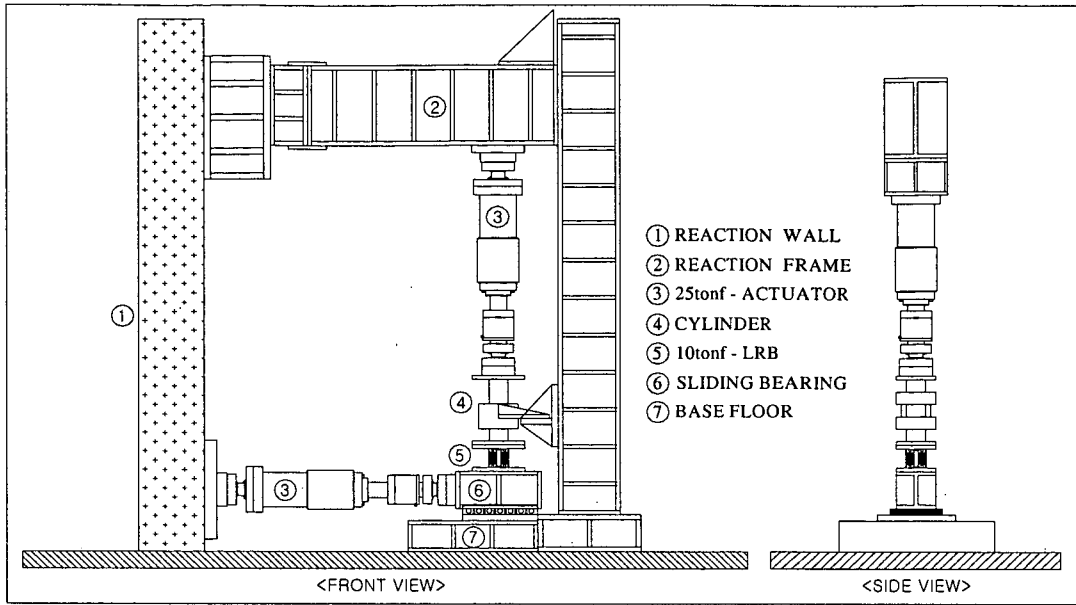 ②
③
①
④
⑤
③
⑥
⑦
① REACTION WALL
② REACTION FRAME
③ 25tonf - ACTUATOR
④ CYLINDER
⑤ 10tonf - LRB
⑥ SLIDING BEARING
⑦ BASE FLOOR
<FRONT VIEW>
<SIDE VIEW>